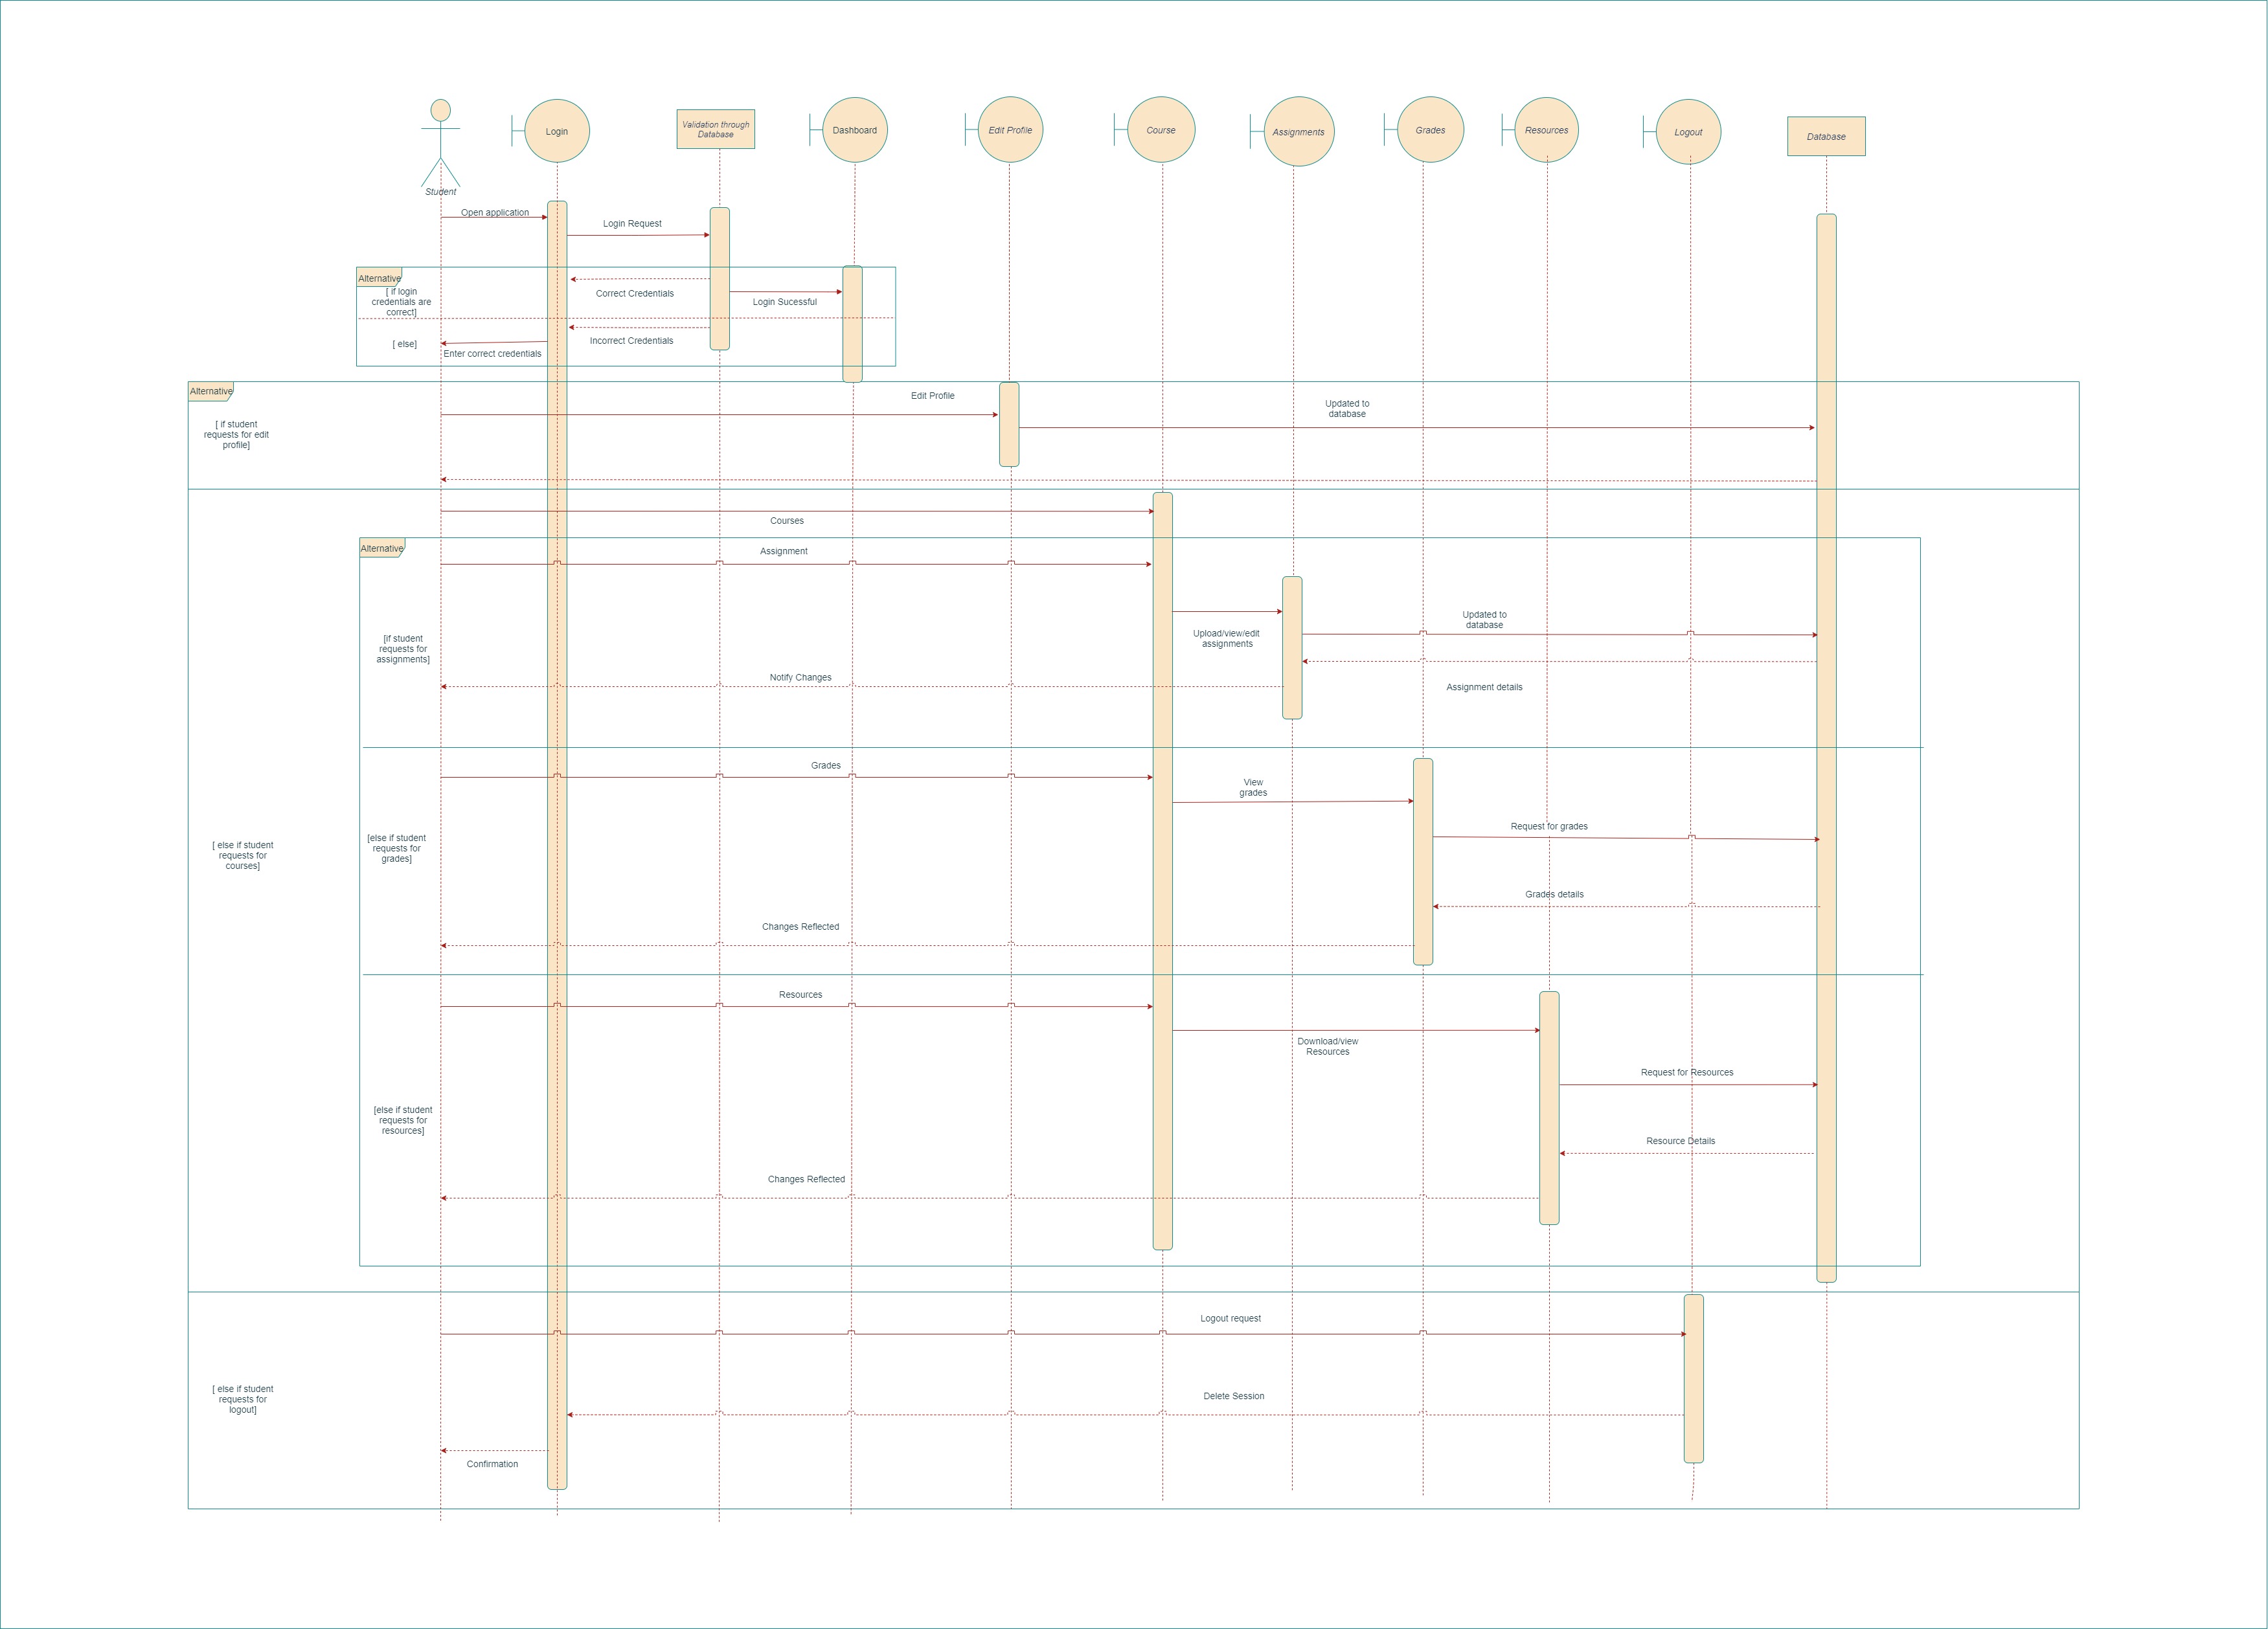 Login
Validation through
Database
Dashboard
Edit Profile
Course
Assignments
Grades
Resources
Logout
Database
Student
Open application
Login Request
Alternative
[ if login
credentials are
correct]
Correct Credentials
Login Sucessful
Incorrect Credentials
[ else]
Enter correct credentials
Alternative
Edit Profile
Updated to
database
[ if student
requests for edit
profile]
Courses
Alternative
Assignment
Updated to
database
Upload/view/edit
assignments
[if student
requests for
assignments]
Notify Changes
Assignment details
Grades
View
grades
Request for grades
[else if student
requests for
grades]
[ else if student
requests for
courses]
Grades details
Changes Reflected
Resources
Download/view
Resources
Request for Resources
[else if student
requests for
resources]
Resource Details
Changes Reflected
Logout request
[ else if student
requests for
logout]
Delete Session
Confirmation